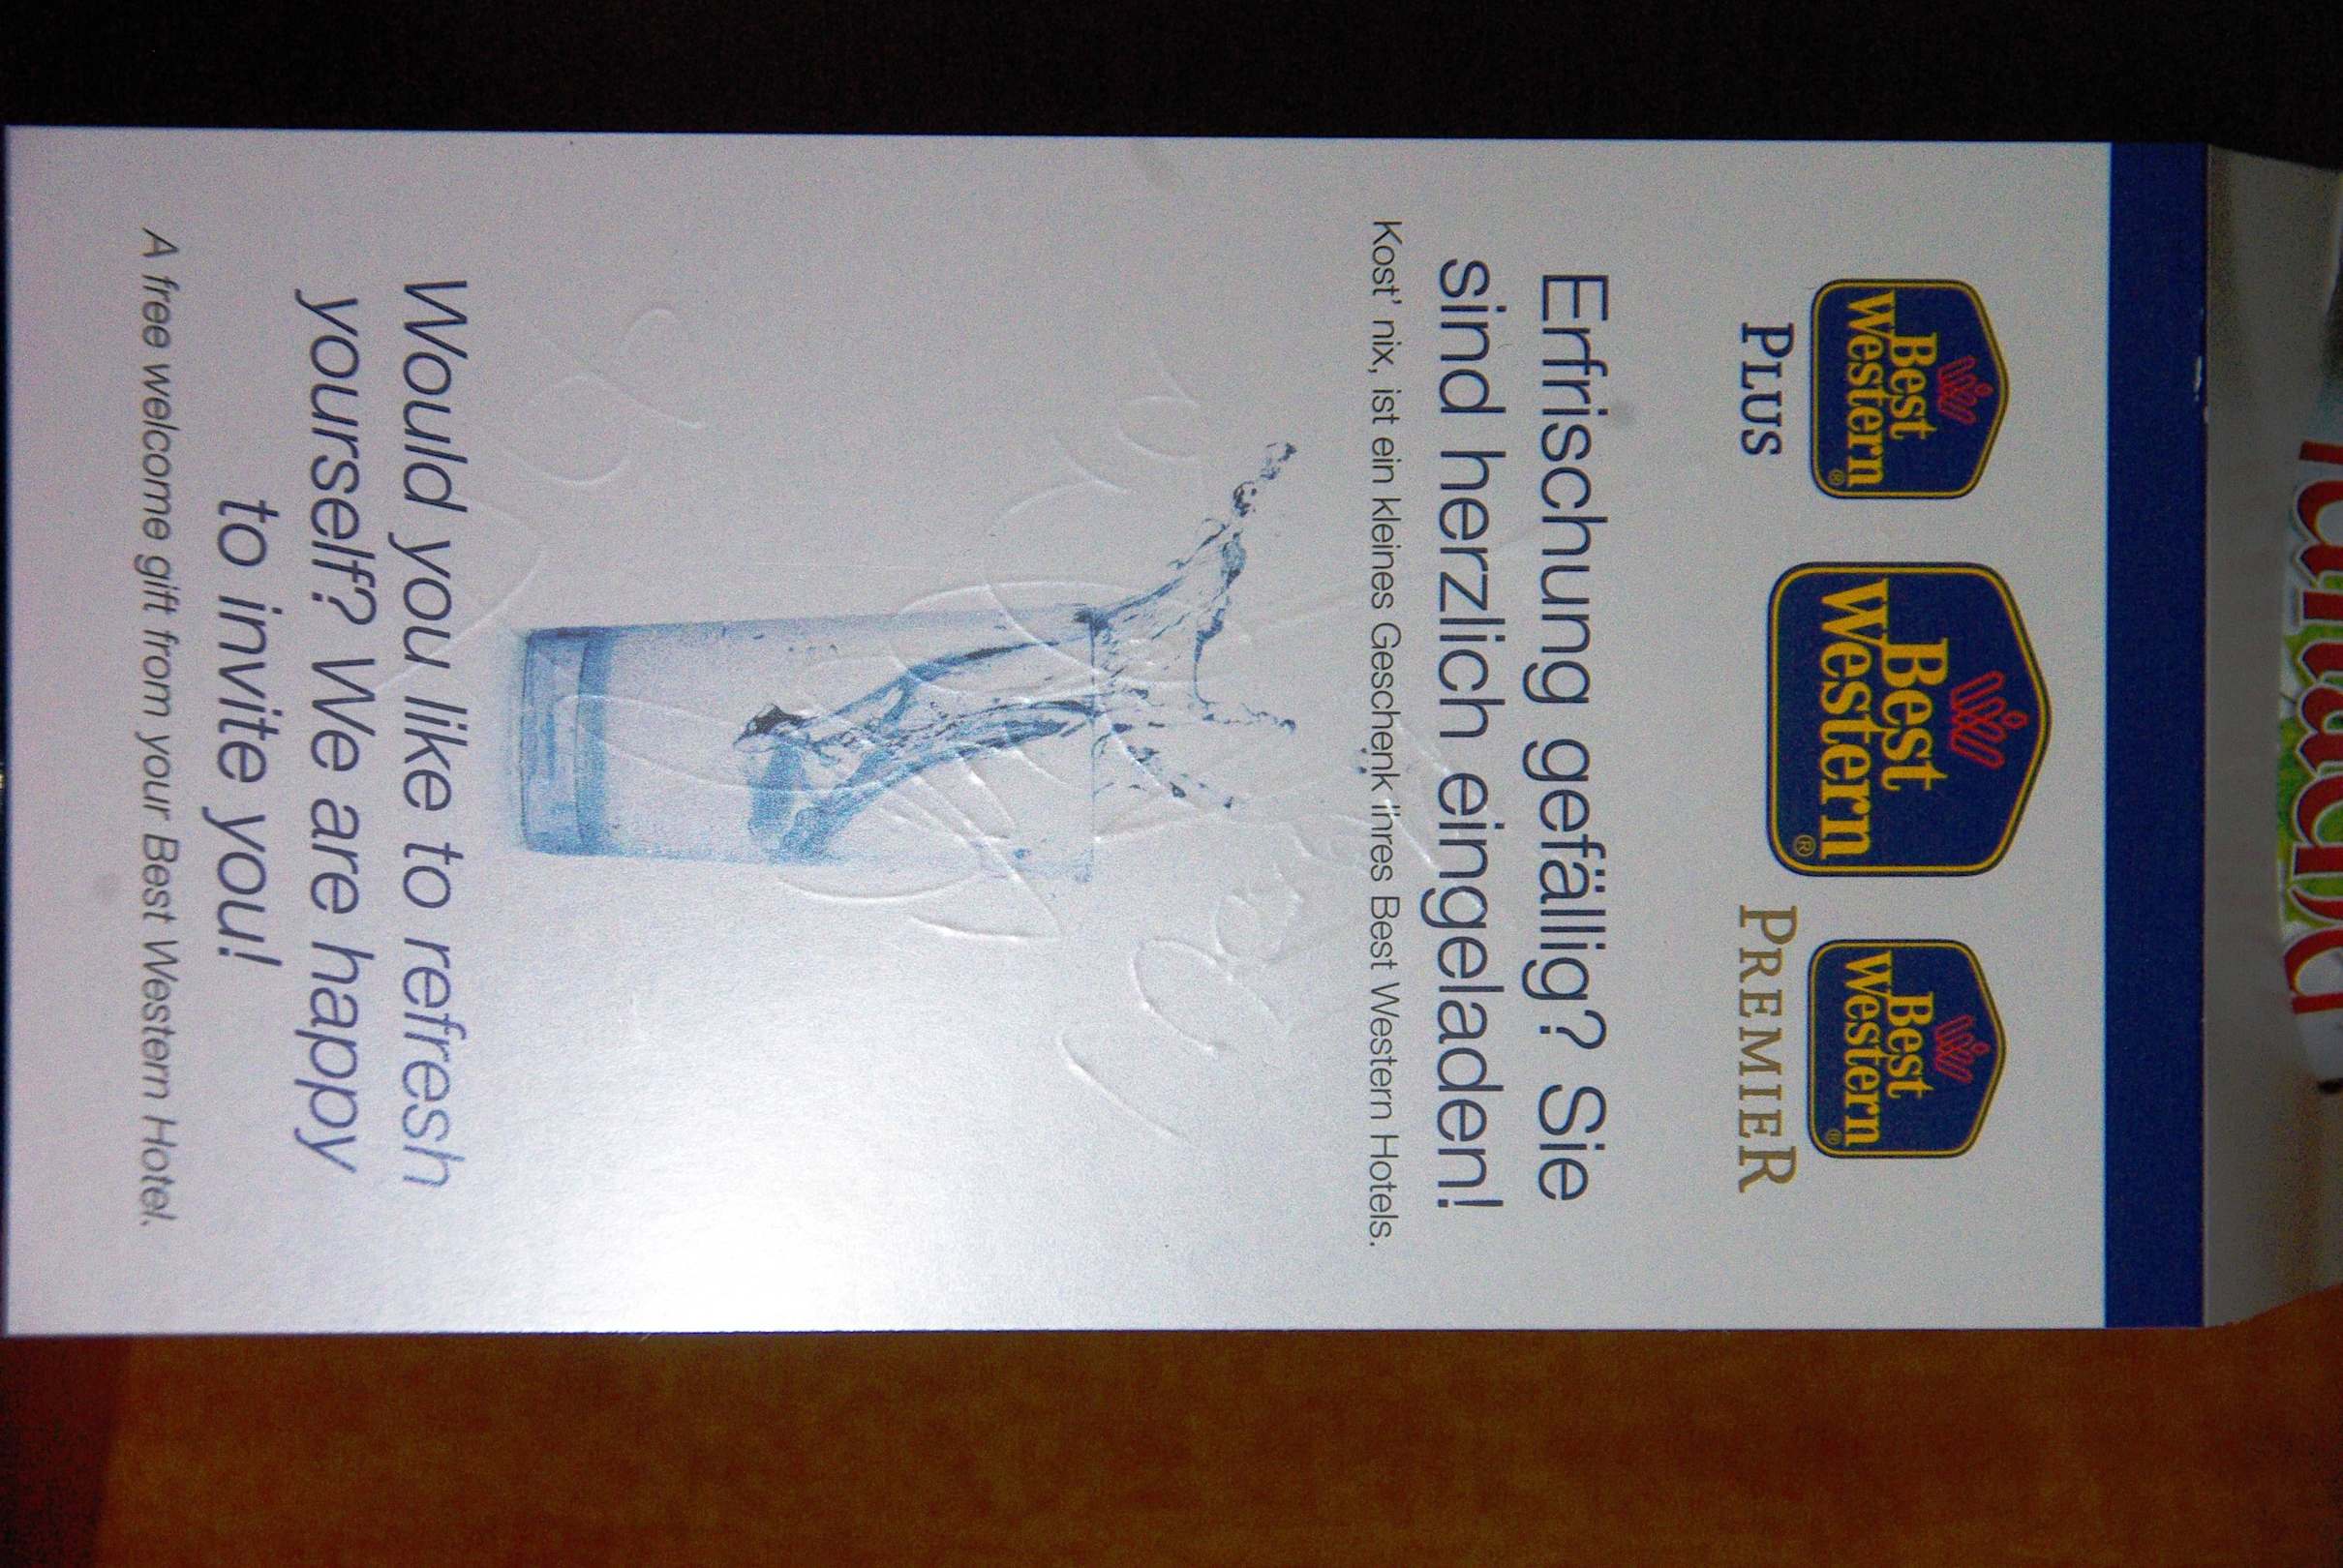 Best
Western®
PLUS
Best
Western®
Best
Western®
PREMIER
Erfrischung gefällig? Sie
sind herzlich eingeladen!
Kost' nix, ist ein kleines Geschenk ihres Best Western Hotels.
Would you like to refresh
yourself? We are happy
to invite you!
A free welcome gift from your Best Western Hotel.